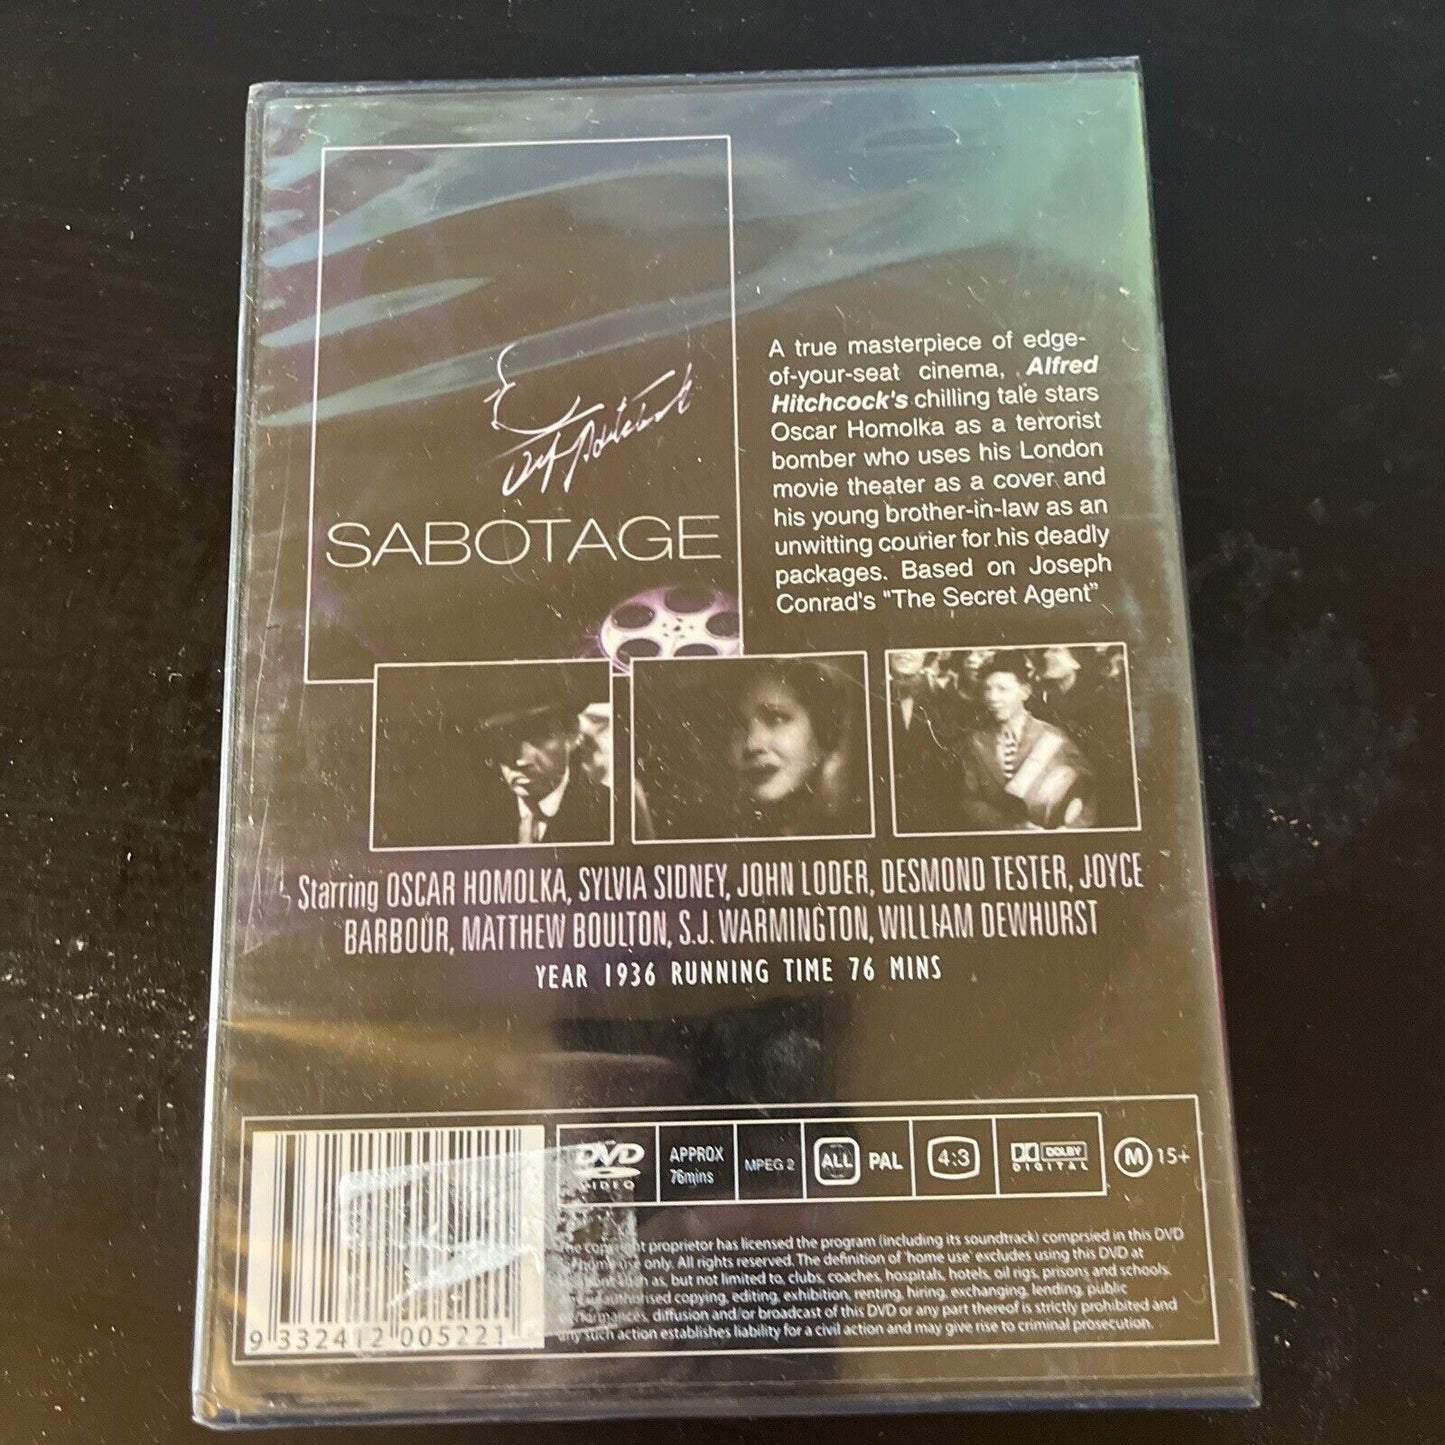 A true masterpiece of edge-
of-your-seat cinema, Alfred
Hitchcock's chilling tale stars
Oscar Homolka as a terrorist
bomber who uses his London
movie theater as a cover and
his young brother-in-law as an
unwitting courier for his deadly
packages. Based on Joseph
Conrad's "The Secret Agent"
SABOTAGE
Starring OSCAR HOMOLKA, SYLVIA SIDNEY, JOHN LODER, DESMOND TESTER, JOYCE
BARBOUR, MATTHEW BOULTON, S.J. WARMINGTON, WILLIAM DEWHURST
YEAR 1936 RUNNING TIME 76 MINS
DVD
VIDEO
APPROX
76mins
MPEG 2
ALL PAL
4:3
DOLBY
DIGITAL
M 15+
The copyright proprietor has licensed the program (including its soundtrack) comprsied in this DVD
home use only. All rights reserved. The definition of 'home use' excludes using this DVD at
such as, but not limited to, clubs, coaches, hospitals, hotels, oil rigs, prisons and schools.
unauthorised copying, editing, exhibition, renting, hiring, exchanging, lending, public
performances, diffusion and/or broadcast of this DVD or any part thereof is strictly prohibited and
any such action establishes liability for a civil action and may give rise to criminal prosecution.
9 332412 005221